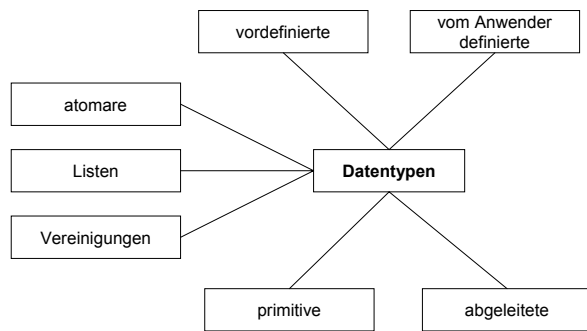 vordefinierte
vom Anwender
definierte
atomare
Listen
Datentypen
Vereinigungen
primitive
abgeleitete